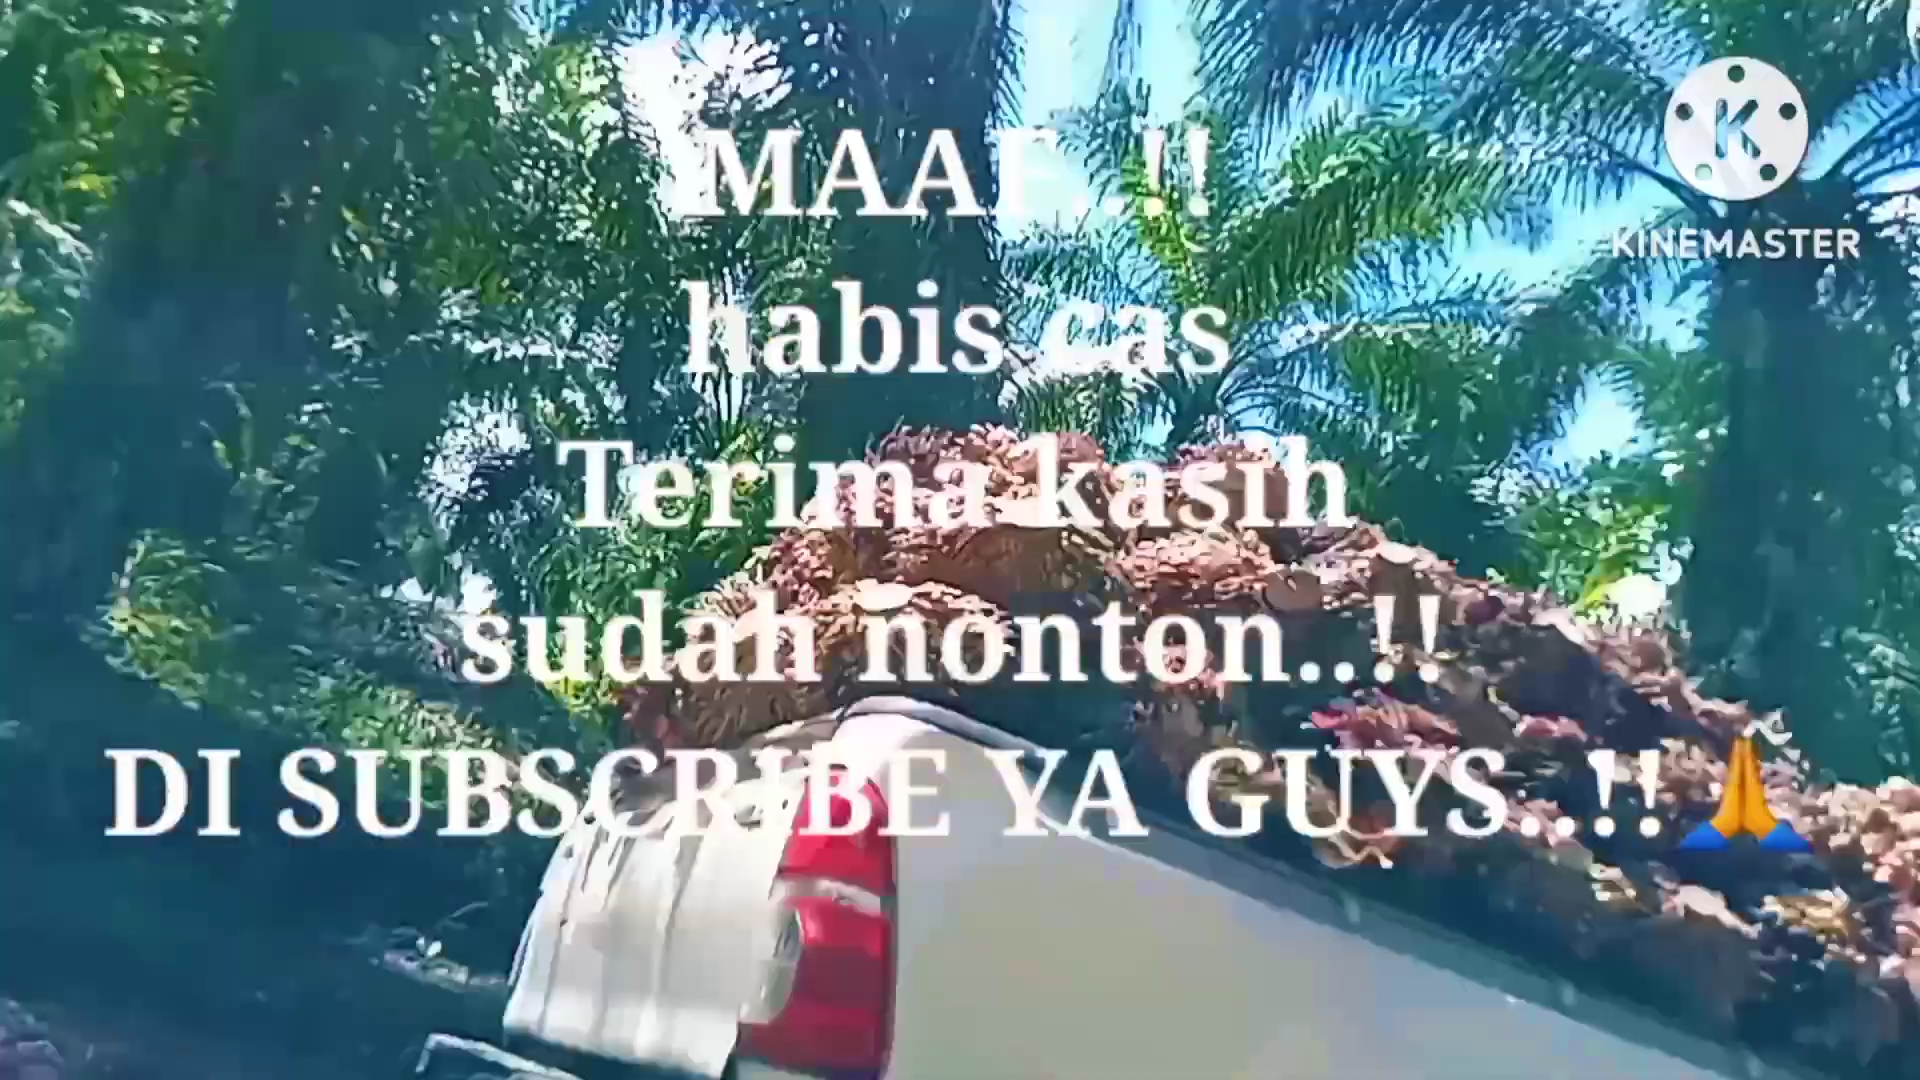 MAAF..!!
habis cas
Terima kasih
sudah nonton..!!
DI SUBSCRIBE YA GUYS..!!🙏
K
KINEMASTER